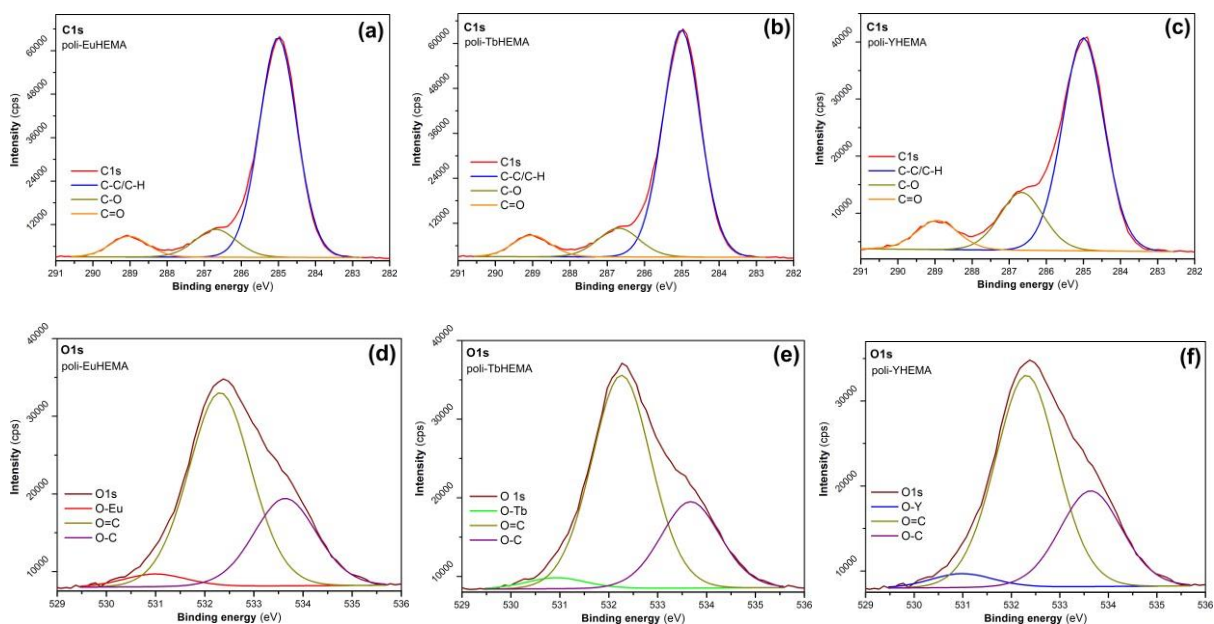 C1s
poli-EuHEMA
(a)
60000
48000
36000
24000
12000
Intensity (cps)
C1s
C-C/C-H
C-O
C=O
291 290 289 288 287 286 285 284 283 282
Binding energy (eV)
C1s
poli-TbHEMA
(b)
60000
48000
36000
24000
12000
Intensity (cps)
C1s
C-C/C-H
C-O
C=O
291 290 289 288 287 286 285 284 283 282
Binding energy (eV)
C1s
poli-YHEMA
(c)
40000
30000
20000
10000
Intensity (cps)
C1s
C-C/C-H
C-O
C=O
291 290 289 288 287 286 285 284 283 282
Binding energy (eV)
O1s
poli-EuHEMA
(d)
40000
30000
20000
10000
Intensity (cps)
O1s
O-Eu
O=C
O-C
529 530 531 532 533 534 535 536
Binding energy (eV)
O1s
poli-TbHEMA
(e)
40000
30000
20000
10000
Intensity (cps)
O 1s
O-Tb
O=C
O-C
529 530 531 532 533 534 535 536
Binding energy (eV)
O1s
poli-YHEMA
(f)
30000
20000
10000
Intensity (cps)
O1s
O-Y
O=C
O-C
529 530 531 532 533 534 535 536
Binding energy (eV)